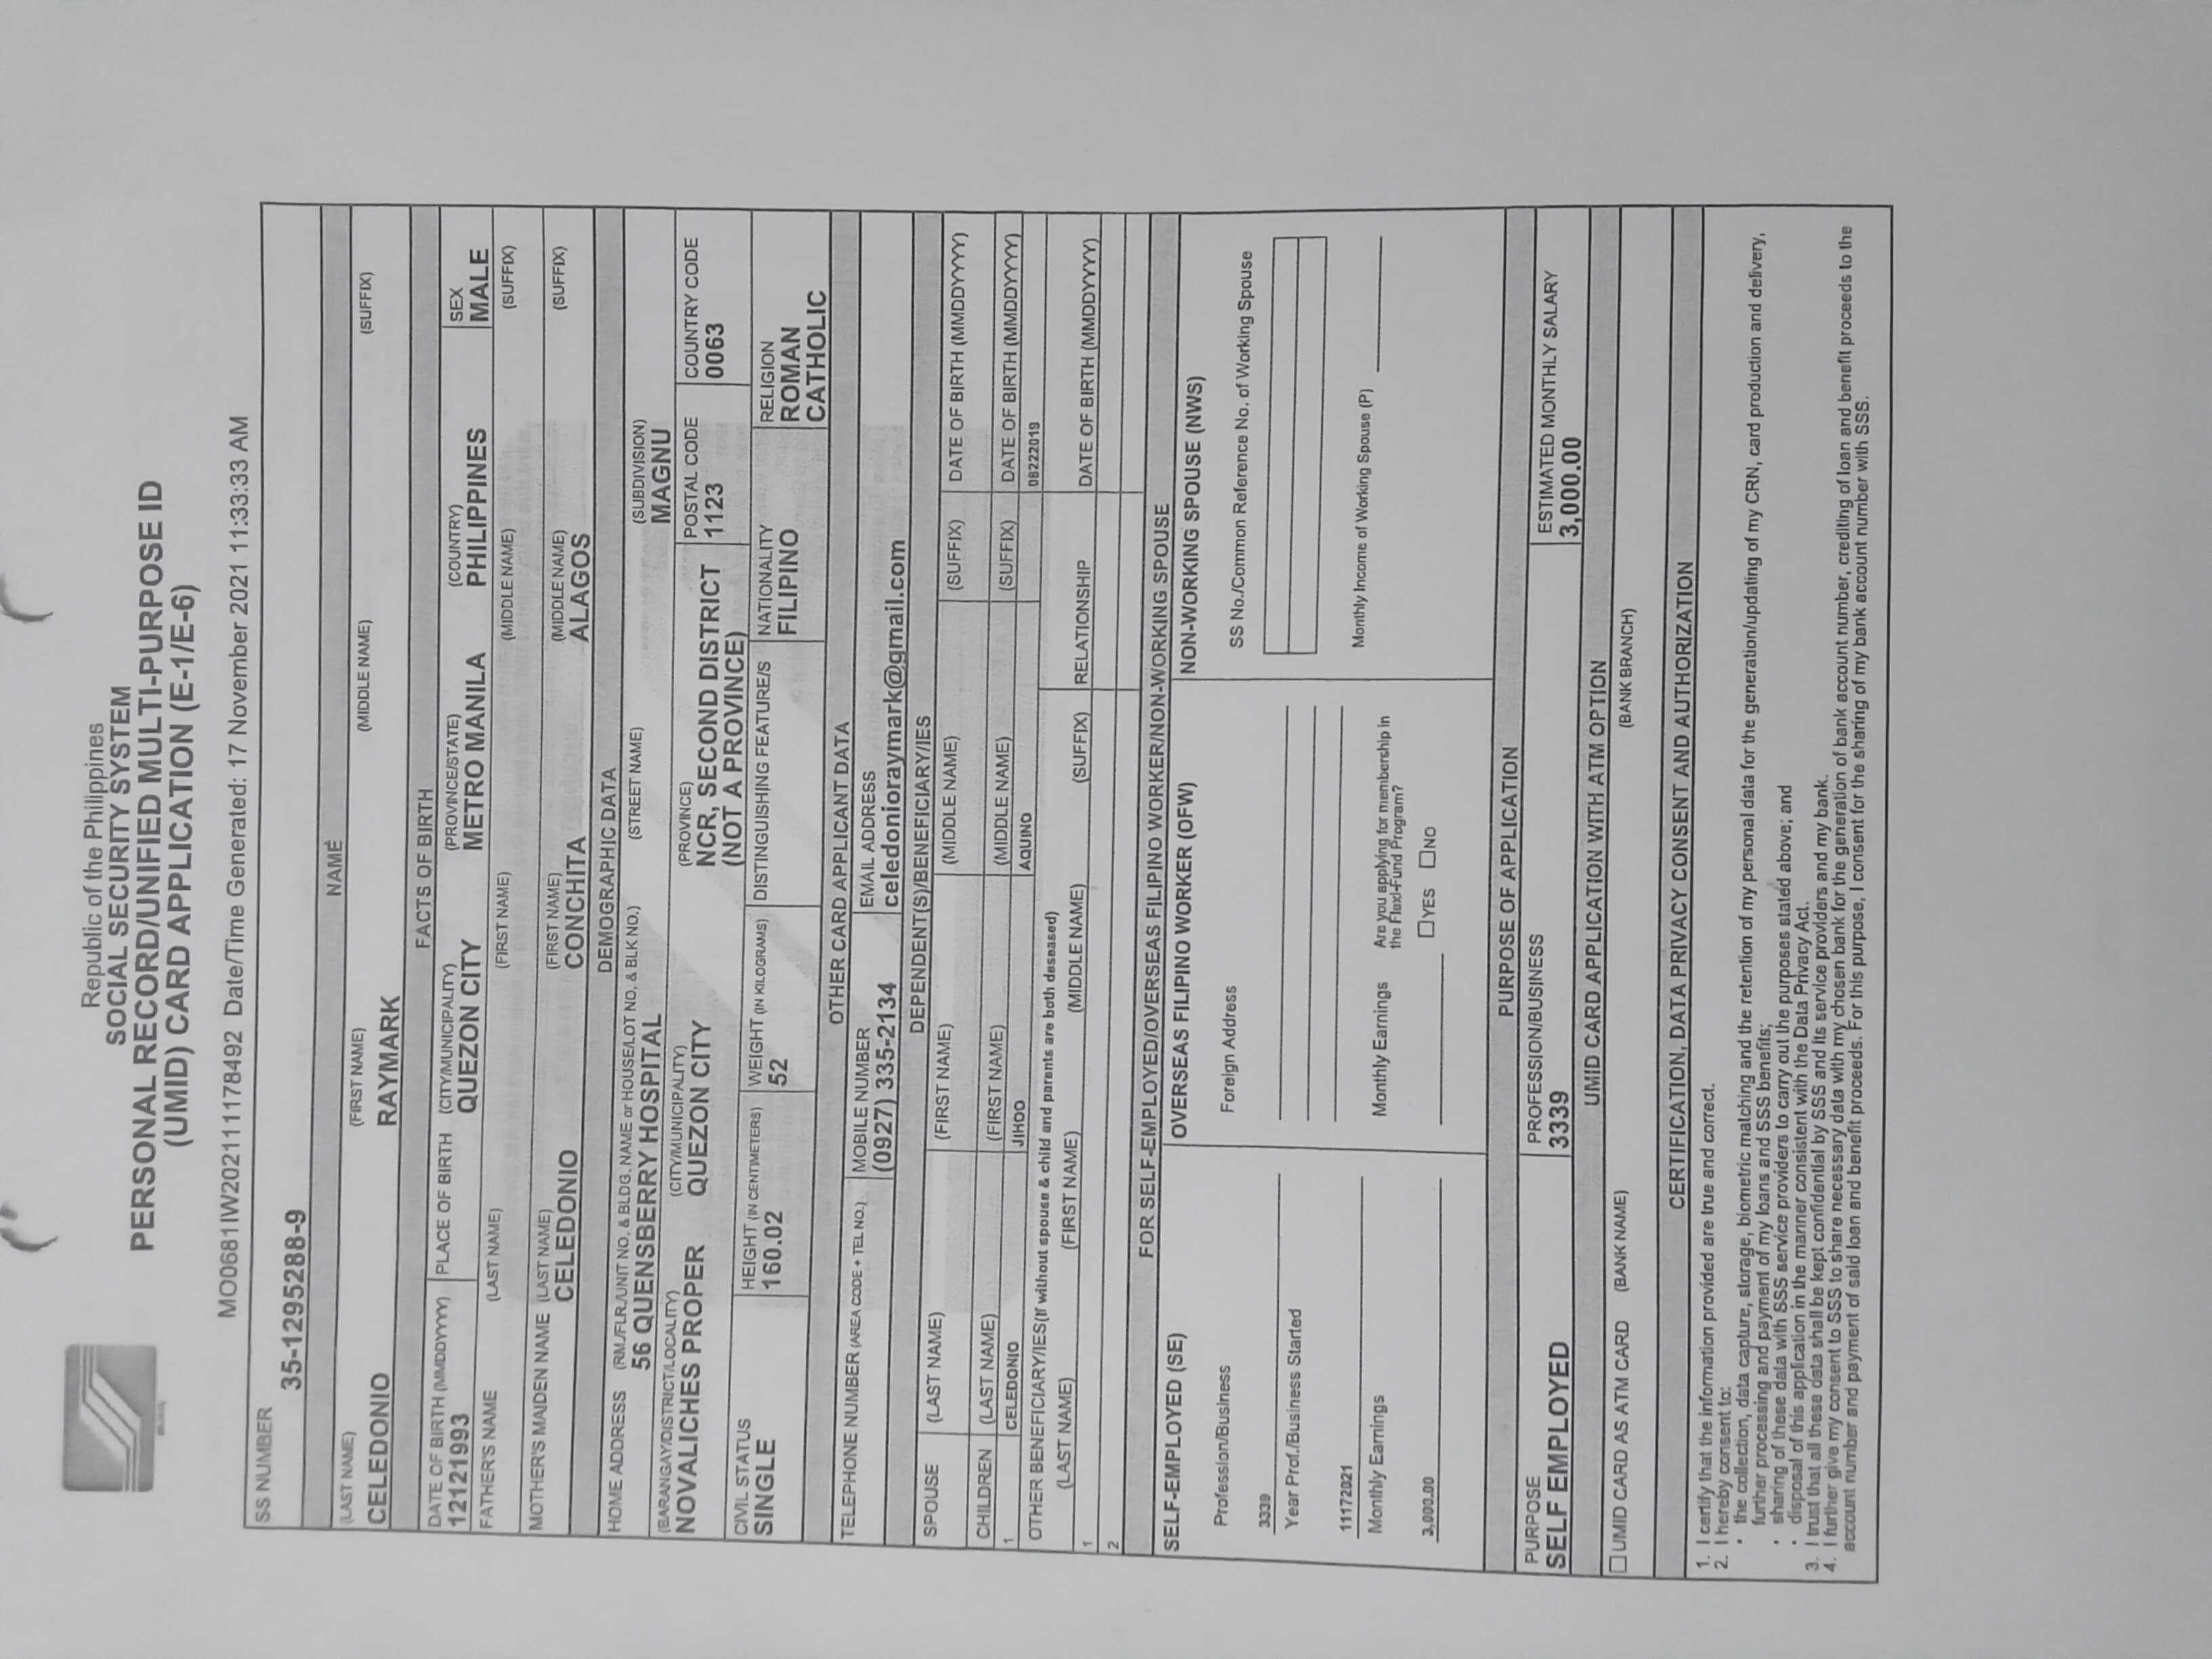 Republic of the Philippines
SOCIAL SECURITY SYSTEM
PERSONAL RECORD/UNIFIED MULTI-PURPOSE ID
(UMID) CARD APPLICATION (E-1/E-6)
MO0681IW202111178492 Date/Time Generated: 17 November 2021 11:33:33 AM
SS NUMBER
35-1295288-9
NAME
(LAST NAME) (FIRST NAME) (MIDDLE NAME) (SUFFIX)
CELEDONIO RAYMARK
FACTS OF BIRTH
DATE OF BIRTH (MMDDYYYY) PLACE OF BIRTH (CITY/MUNICIPALITY) (PROVINCE/STATE) (COUNTRY) SEX
12121993 QUEZON CITY METRO MANILA PHILIPPINES MALE
FATHER'S NAME (LAST NAME) (FIRST NAME) (MIDDLE NAME) (SUFFIX)
MOTHER'S MAIDEN NAME (LAST NAME) (FIRST NAME) (MIDDLE NAME) (SUFFIX)
CELEDONIO CONCHITA ALAGOS
DEMOGRAPHIC DATA
HOME ADDRESS (RM./FLR./UNIT NO. & BLDG. NAME or HOUSE/LOT NO. & BLK NO.) (STREET NAME) (SUBDIVISION)
56 QUENSBERRY HOSPITAL MAGNU
(BARANGAY/DISTRICT/LOCALITY) (CITY/MUNICIPALITY) (PROVINCE) POSTAL CODE COUNTRY CODE
NOVALICHES PROPER QUEZON CITY NCR, SECOND DISTRICT 1123 0063
(NOT A PROVINCE)
CIVIL STATUS HEIGHT (IN CENTIMETERS) WEIGHT (IN KILOGRAMS) DISTINGUISHING FEATURE/S NATIONALITY RELIGION
SINGLE 160.02 52 FILIPINO ROMAN
CATHOLIC
OTHER CARD APPLICANT DATA
TELEPHONE NUMBER (AREA CODE + TEL NO.) MOBILE NUMBER EMAIL ADDRESS
(0927) 335-2134 celedonioraymark@gmail.com
DEPENDENT(S)/BENEFICIARY/IES
SPOUSE (LAST NAME) (FIRST NAME) (MIDDLE NAME) (SUFFIX) DATE OF BIRTH (MMDDYYYY)
CHILDREN (LAST NAME) (FIRST NAME) (MIDDLE NAME) (SUFFIX) DATE OF BIRTH (MMDDYYYY)
1 CELEDONIO JIHOO AQUINO 08222019
OTHER BENEFICIARY/IES(If without spouse & child and parents are both deseased)
(LAST NAME) (FIRST NAME) (MIDDLE NAME) (SUFFIX) RELATIONSHIP DATE OF BIRTH (MMDDYYYY)
1
2
FOR SELF-EMPLOYED/OVERSEAS FILIPINO WORKER/NON-WORKING SPOUSE
SELF-EMPLOYED (SE) OVERSEAS FILIPINO WORKER (OFW) NON-WORKING SPOUSE (NWS)
Profession/Business Foreign Address SS No./Common Reference No. of Working Spouse
3339
Year Prof./Business Started
11172021
Monthly Income of Working Spouse (P)
Monthly Earnings Monthly Earnings Are you applying for membership in
the Flexi-Fund Program?
3,000.00 YES NO
PURPOSE OF APPLICATION
PURPOSE PROFESSION/BUSINESS ESTIMATED MONTHLY SALARY
SELF EMPLOYED 3339 3,000.00
UMID CARD APPLICATION WITH ATM OPTION
UMID CARD AS ATM CARD (BANK NAME) (BANK BRANCH)
CERTIFICATION, DATA PRIVACY CONSENT AND AUTHORIZATION
1. I certify that the information provided are true and correct.
2. I hereby consent to:
• the collection, data capture, storage, biometric matching and the retention of my personal data for the generation/updating of my CRN, card production and delivery,
further processing and payment of my loans and SSS benefits;
• sharing of these data with SSS service providers to carry out the purposes stated above; and
• disposal of this application in the manner consistent with the Data Privacy Act.
3. I trust that all these data shall be kept confidential by SSS and its service providers and my bank.
4. I further give my consent to SSS to share necessary data with my chosen bank for the generation of bank account number, crediting of loan and benefit proceeds to the
account number and payment of said loan and benefit proceeds. For this purpose, I consent for the sharing of my bank account number with SSS.